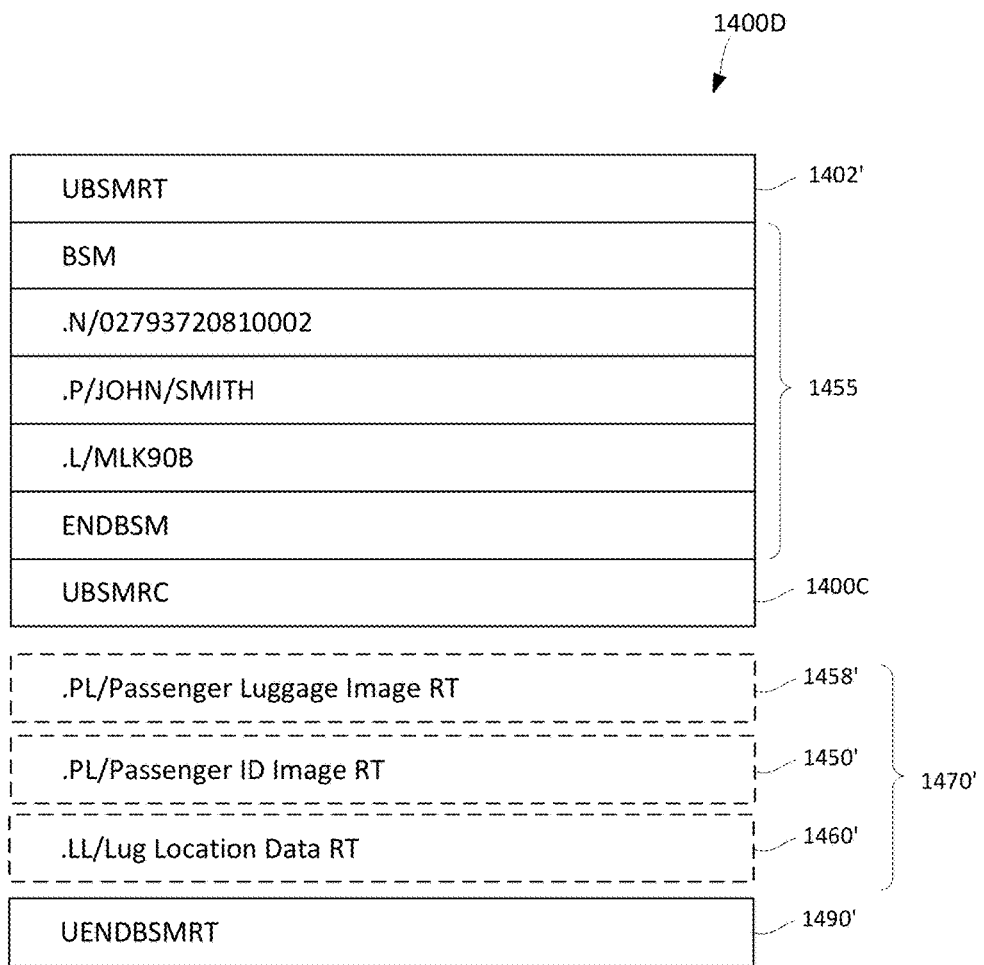 1400D
UBSMRT
1402'
BSM
.N/02793720810002
.P/JOHN/SMITH
1455
.L/MLK90B
ENDBSM
UBSMRC
1400C
.PL/Passenger Luggage Image RT
1458'
.PL/Passenger ID Image RT
1450'
1470'
.LL/Lug Location Data RT
1460'
UENDBSMRT
1490'